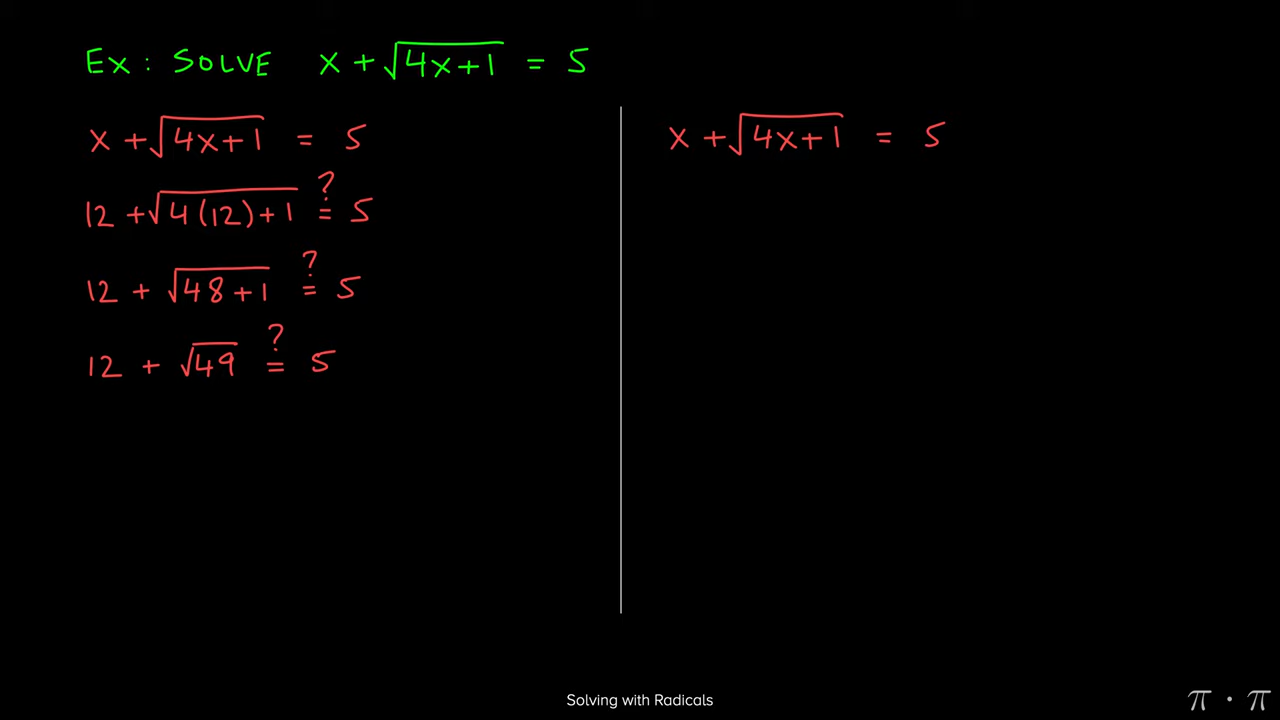 Ex: SOLVE x + √(4x+1) = 5
x + √(4x+1) = 5
12 + √(4(12)+1) ?= 5
12 + √(48+1) ?= 5
12 + √49 ?= 5
x + √(4x+1) = 5
Solving with Radicals
π · π